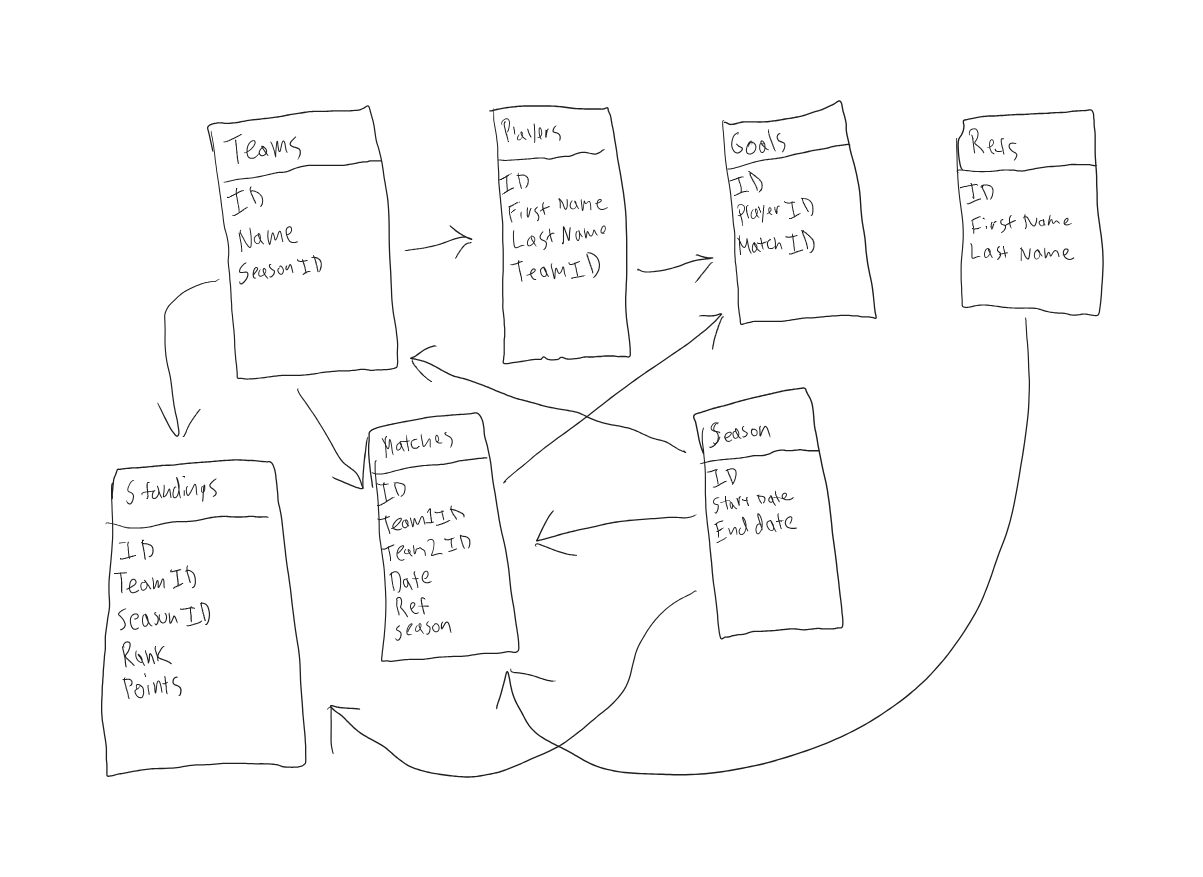 Teams
ID
Name
Season ID
Players
ID
First Name
Last Name
Team ID
Goals
ID
Player ID
Match ID
Refs
ID
First Name
Last Name
Standings
ID
Team ID
Season ID
Rank
Points
Matches
ID
Team1 ID
Team2 ID
Date
Ref
season
Season
ID
Start Date
End date